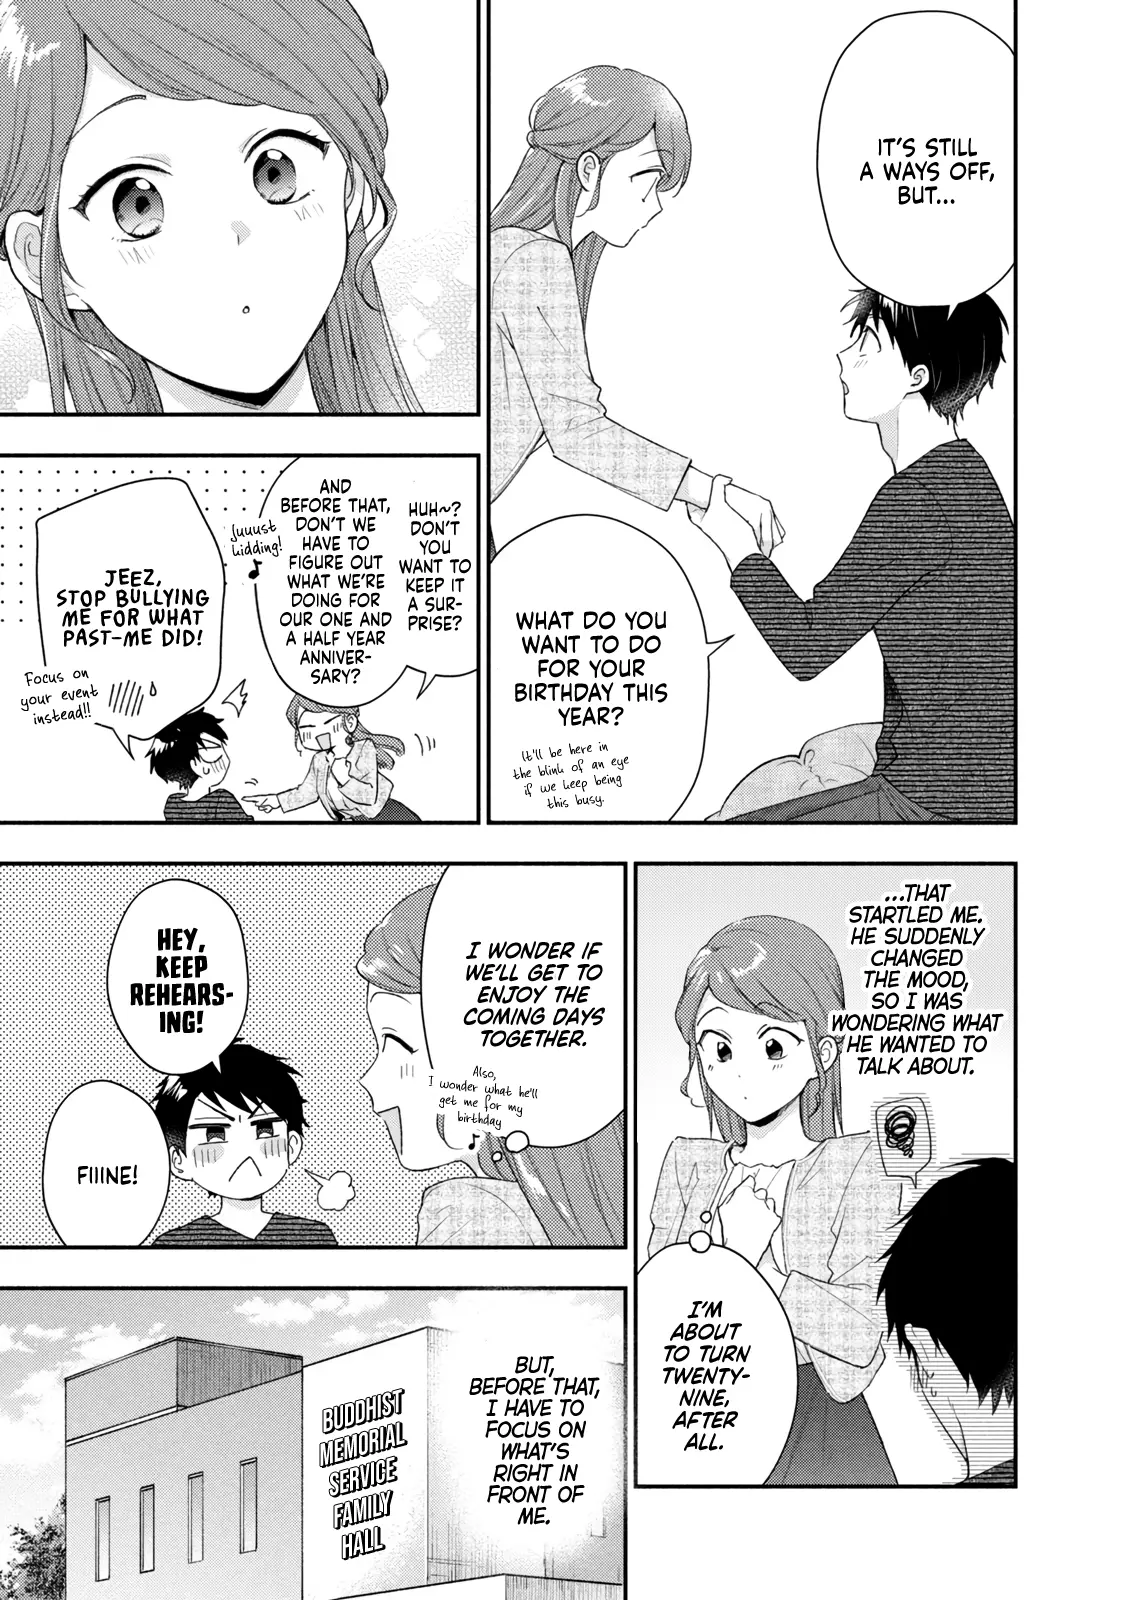 IT'S STILL
A WAYS OFF,
BUT...
WHAT DO YOU
WANT TO DO
FOR YOUR
BIRTHDAY THIS
YEAR?
It'll be here in
the blink of an eye
if we keep being
this busy.
HUH~?
DON'T
YOU
WANT TO
KEEP IT
A SUR-
PRISE?
AND
BEFORE THAT,
DON'T WE
HAVE TO
FIGURE OUT
WHAT WE'RE
DOING FOR
OUR ONE AND
A HALF YEAR
ANNIVER-
SARY?
Juuust
kidding!
♪
JEEZ,
STOP BULLYING
ME FOR WHAT
PAST-ME DID!
Focus on
your event
instead!!
...THAT
STARTLED ME.
HE SUDDENLY
CHANGED
THE MOOD,
SO I WAS
WONDERING WHAT
HE WANTED TO
TALK ABOUT.
I'M
ABOUT
TO TURN
TWENTY-
NINE,
AFTER
ALL.
I WONDER IF
WE'LL GET TO
ENJOY THE
COMING DAYS
TOGETHER.
Also,
I wonder what he'll
get me for my
birthday
♪
HEY,
KEEP
REHEARS-
ING!
FIIINE!
BUT,
BEFORE THAT,
I HAVE TO
FOCUS ON
WHAT'S
RIGHT IN
FRONT OF
ME.
BUDDHIST
MEMORIAL
SERVICE
FAMILY
HALL